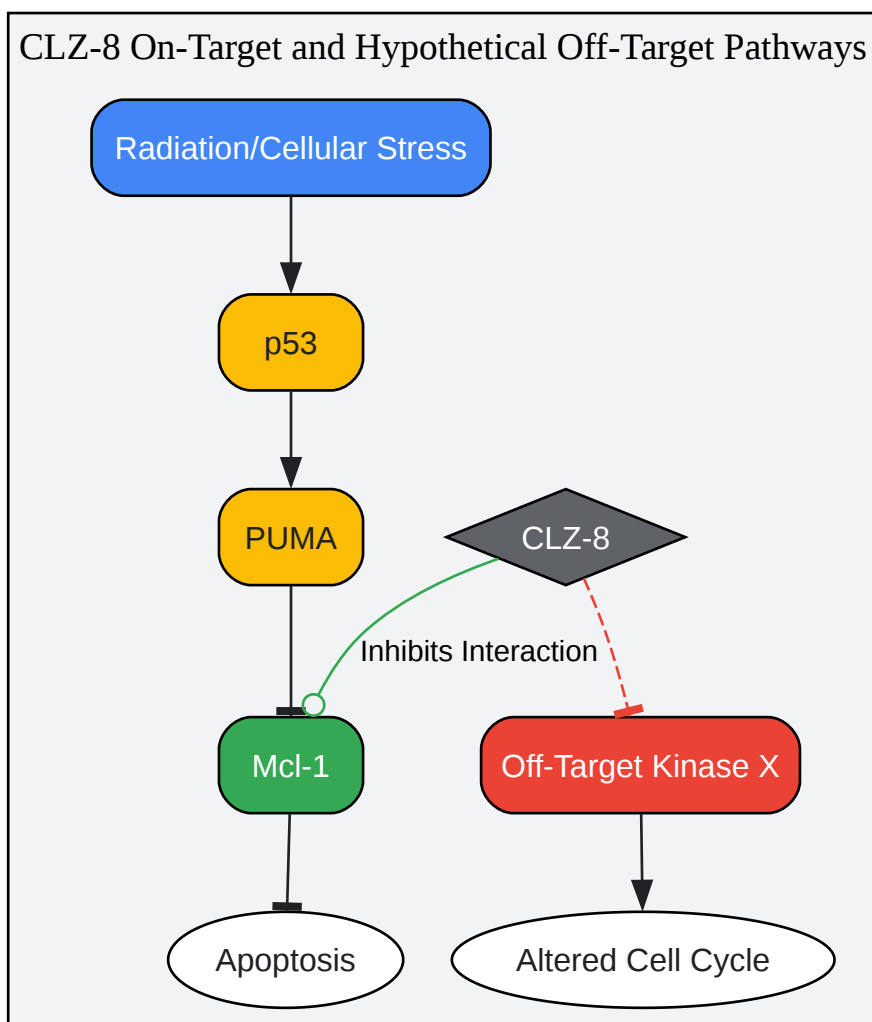 CLZ-8 On-Target and Hypothetical Off-Target Pathways
Radiation/Cellular Stress
p53
PUMA
CLZ-8
Inhibits Interaction
Mcl-1
Off-Target Kinase X
Apoptosis
Altered Cell Cycle